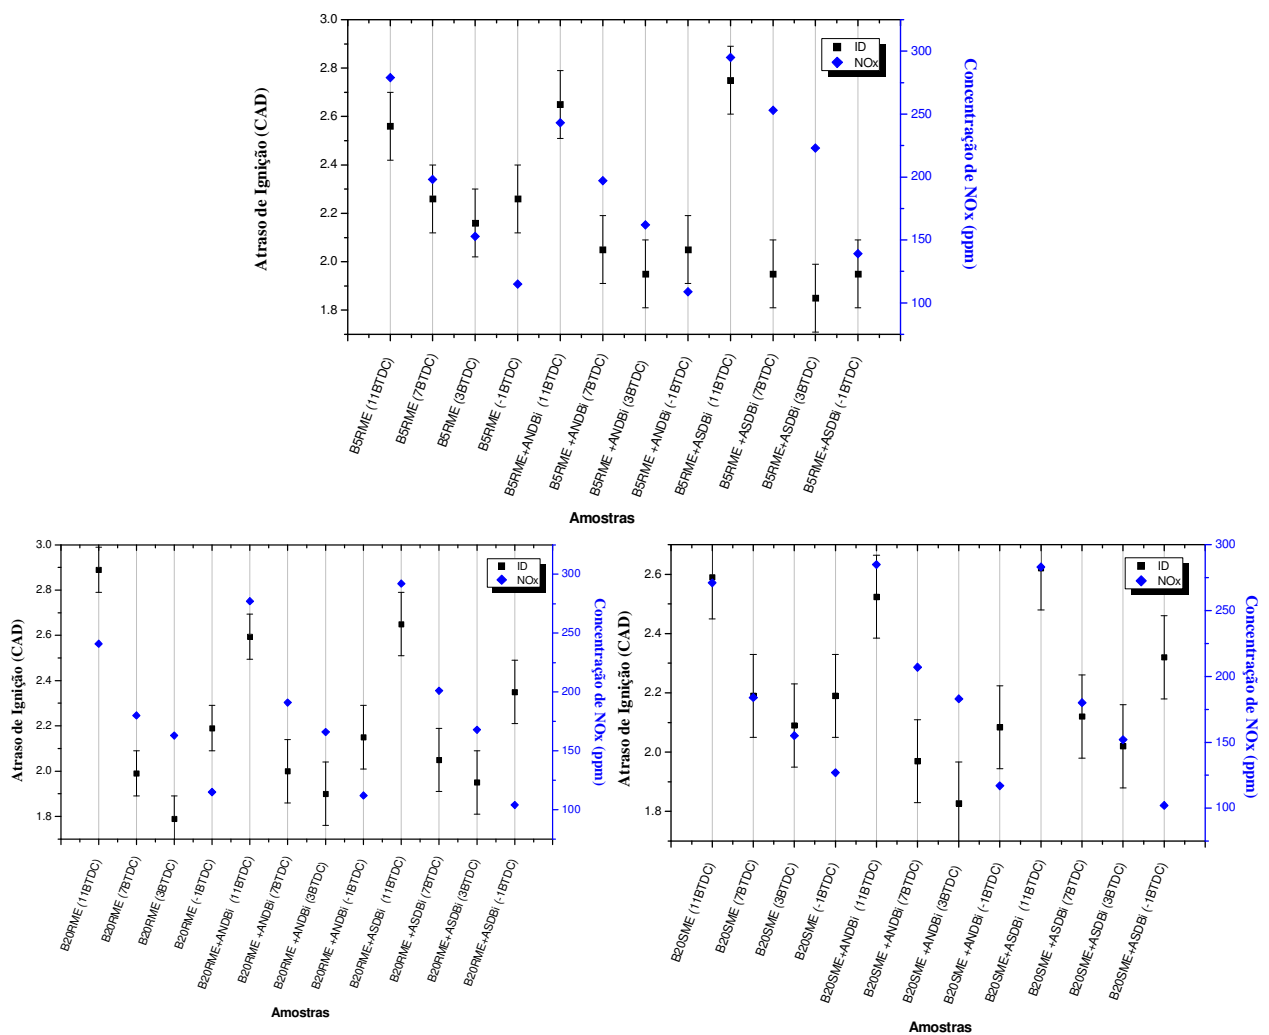 3.0
2.8
2.6
2.4
2.2
2.0
1.8
Atraso de Ignição (CAD)
ID
NOx
300
250
200
150
100
Concentração de NOx (ppm)
B5RME (11BTDC)
B5RME (7BTDC)
B5RME (3BTDC)
B5RME (-1BTDC)
B5RME+ANDBi (11BTDC)
B5RME +ANDBi (7BTDC)
B5RME +ANDBi (3BTDC)
B5RME +ANDBi (-1BTDC)
B5RME+ASDBi (11BTDC)
B5RME +ASDBi (7BTDC)
B5RME+ASDBi (3BTDC)
B5RME+ASDBi (-1BTDC)
Amostras
3.0
2.8
2.6
2.4
2.2
2.0
1.8
Atraso de Ignição (CAD)
ID
NOx
300
250
200
150
100
Concentração de NOx (ppm)
B20RME (11BTDC)
B20RME (7BTDC)
B20RME (3BTDC)
B20RME (-1BTDC)
B20RME+ANDBi (11BTDC)
B20RME +ANDBi (7BTDC)
B20RME +ANDBi (3BTDC)
B20RME +ANDBi (-1BTDC)
B20RME+ASDBi (11BTDC)
B20RME +ASDBi (7BTDC)
B20RME+ASDBi (3BTDC)
B20RME+ASDBi (-1BTDC)
Amostras
2.6
2.4
2.2
2.0
1.8
Atraso de Ignição (CAD)
ID
NOx
300
250
200
150
100
Concentração de NOx (ppm)
B20SME (11BTDC)
B20SME (7BTDC)
B20SME (3BTDC)
B20SME (-1BTDC)
B20SME+ANDBi (11BTDC)
B20SME +ANDBi (7BTDC)
B20SME +ANDBi (3BTDC)
B20SME +ANDBi (-1BTDC)
B20SME+ASDBi (11BTDC)
B20SME +ASDBi (7BTDC)
B20SME+ASDBi (3BTDC)
B20SME+ASDBi (-1BTDC)
Amostras